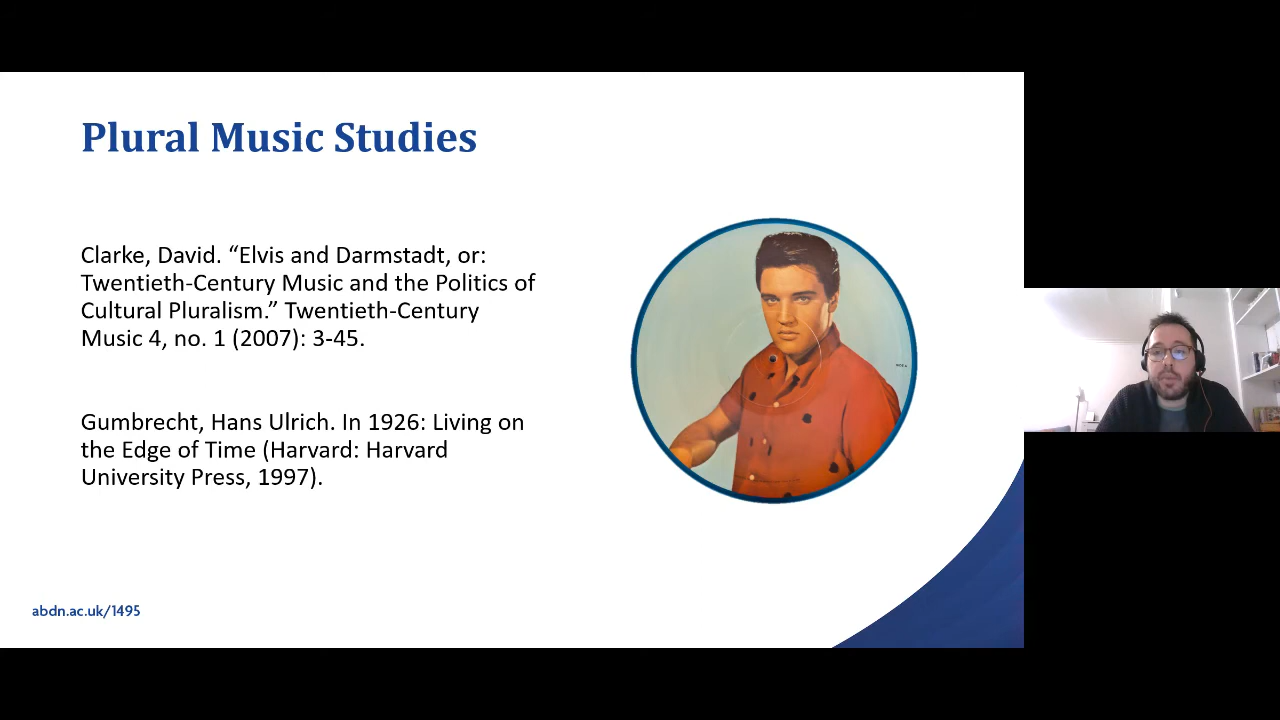 Plural Music Studies
Clarke, David. “Elvis and Darmstadt, or:
Twentieth-Century Music and the Politics of
Cultural Pluralism.” Twentieth-Century
Music 4, no. 1 (2007): 3-45.
Gumbrecht, Hans Ulrich. In 1926: Living on
the Edge of Time (Harvard: Harvard
University Press, 1997).
abdn.ac.uk/1495